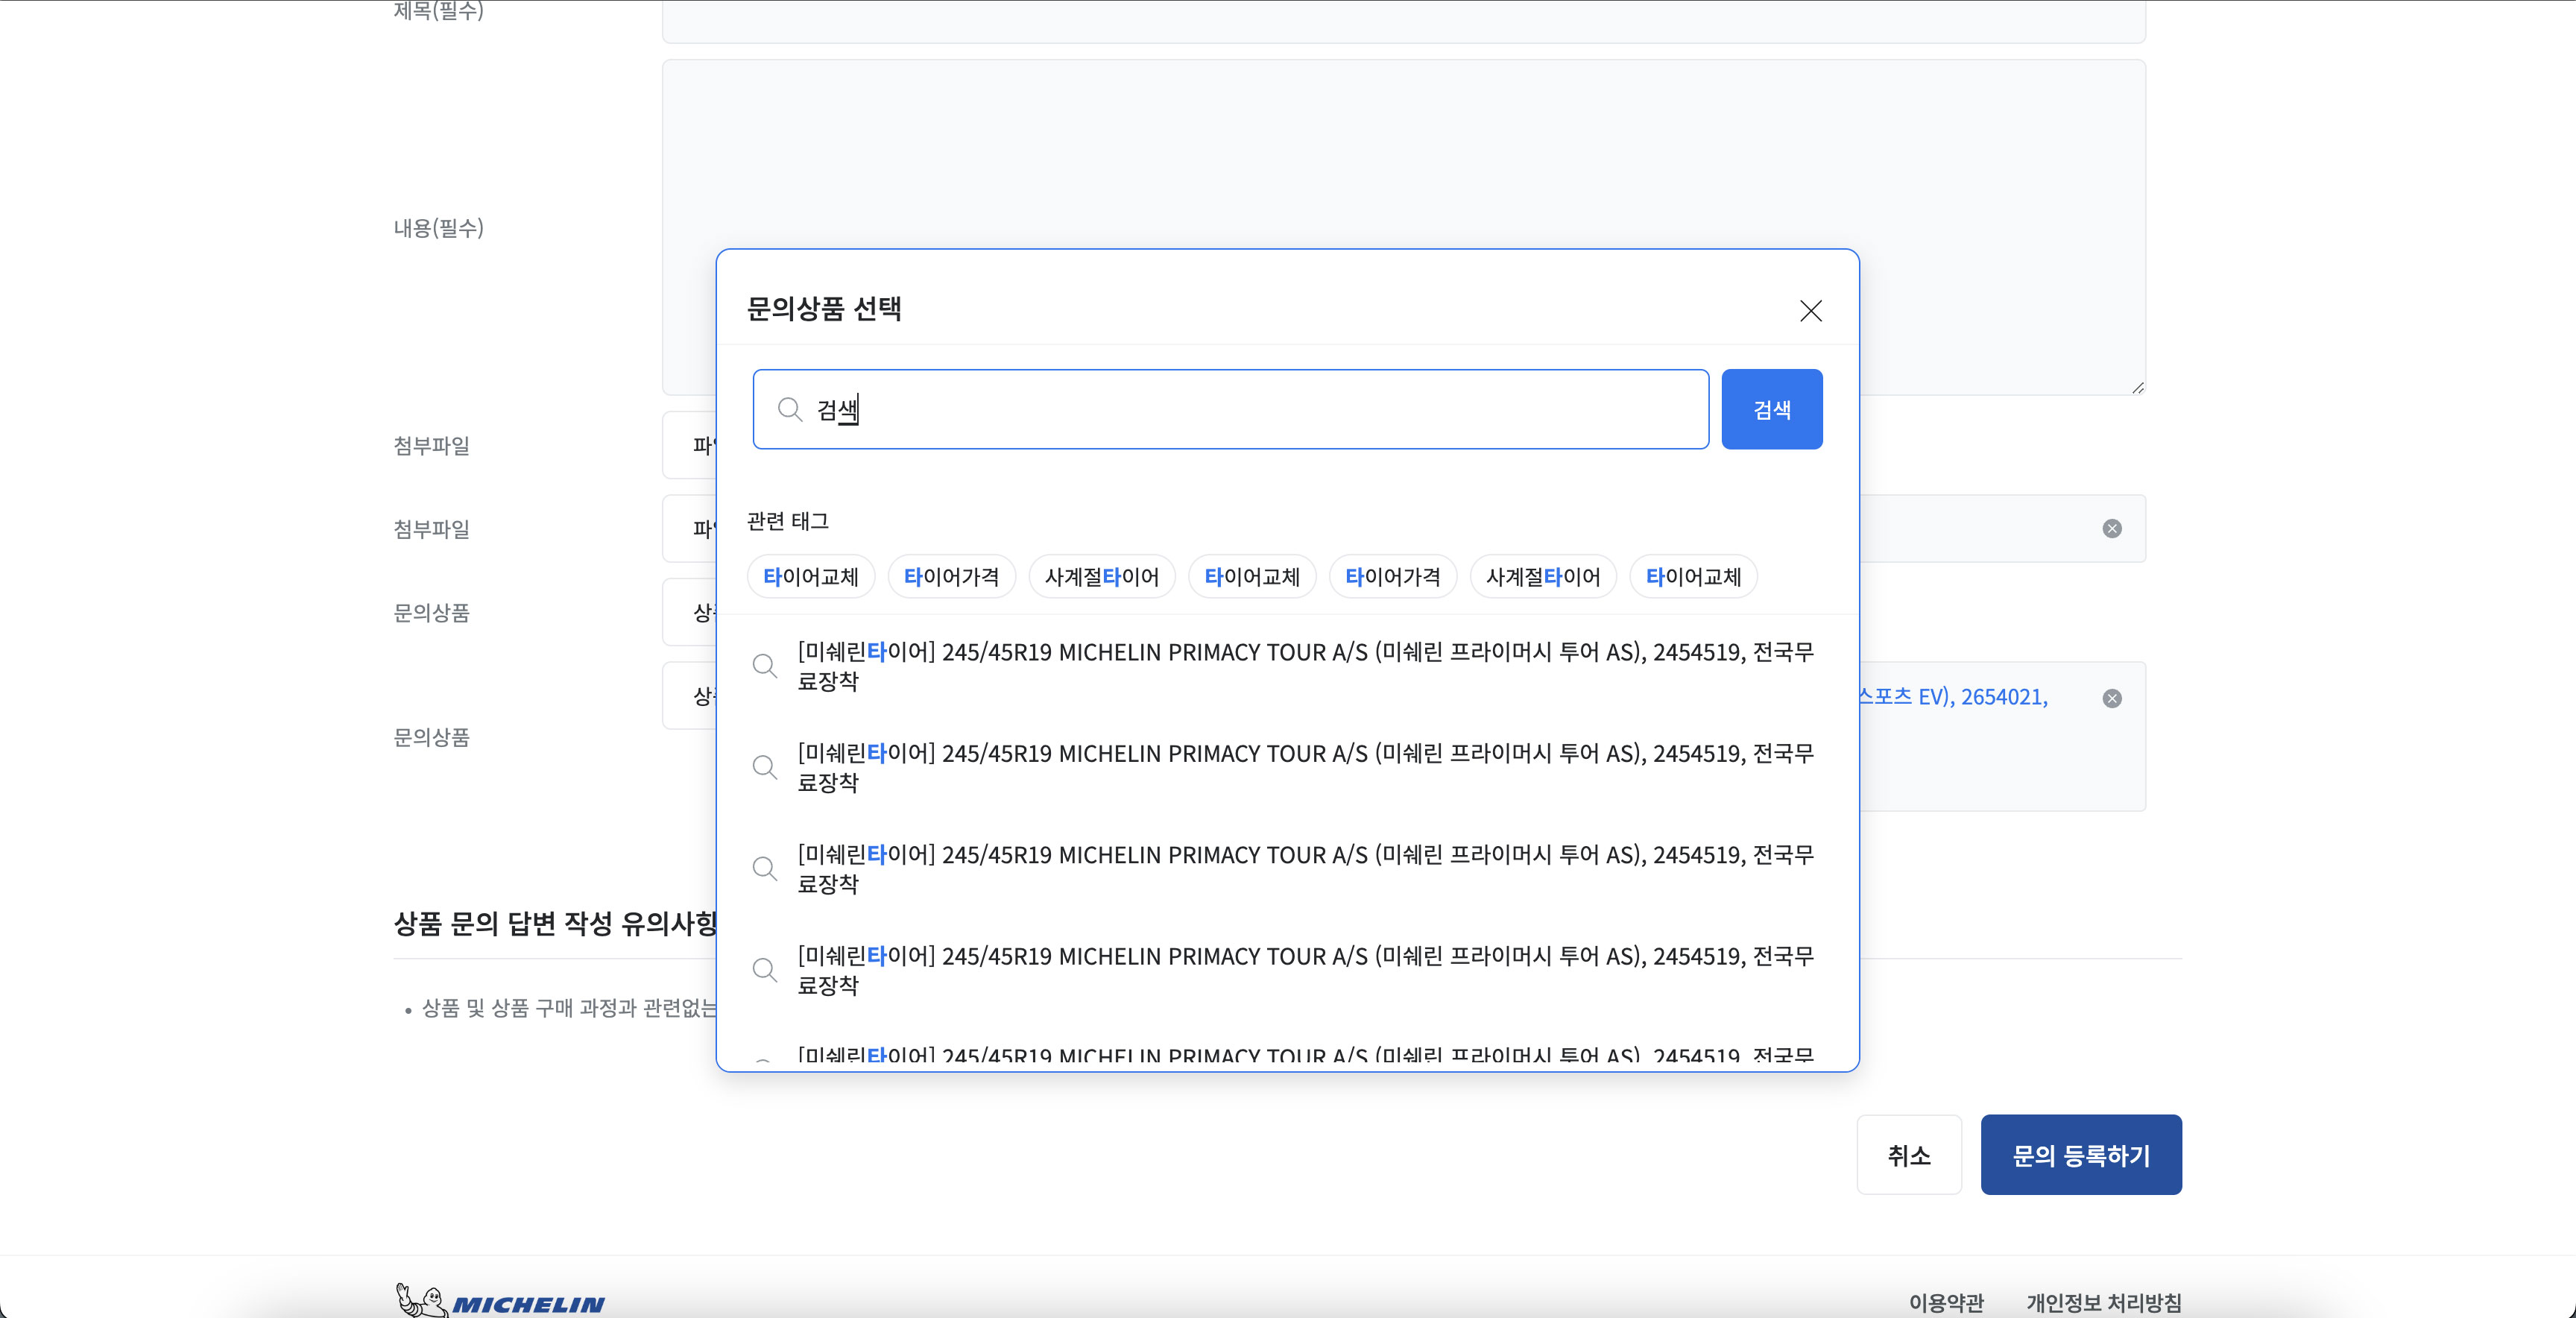 제목(필수)
내용(필수)
문의상품 선택
검색
검색
첨부파일
첨부파일
관련 태그
타이어교체
타이어가격
사계절타이어
타이어교체
타이어가격
사계절타이어
타이어교체
문의상품
[미쉐린타이어] 245/45R19 MICHELIN PRIMACY TOUR A/S (미쉐린 프라이머시 투어 AS), 2454519, 전국무
료장착
스포츠 EV), 2654021,
문의상품
[미쉐린타이어] 245/45R19 MICHELIN PRIMACY TOUR A/S (미쉐린 프라이머시 투어 AS), 2454519, 전국무
료장착
[미쉐린타이어] 245/45R19 MICHELIN PRIMACY TOUR A/S (미쉐린 프라이머시 투어 AS), 2454519, 전국무
료장착
[미쉐린타이어] 245/45R19 MICHELIN PRIMACY TOUR A/S (미쉐린 프라이머시 투어 AS), 2454519, 전국무
료장착
[미쉐린타이어] 245/45R19 MICHELIN PRIMACY TOUR A/S (미쉐린 프라이머시 투어 AS), 2454519, 전국무
상품 문의 답변 작성 유의사항
• 상품 및 상품 구매 과정과 관련없는
취소
문의 등록하기
MICHELIN
이용약관
개인정보 처리방침